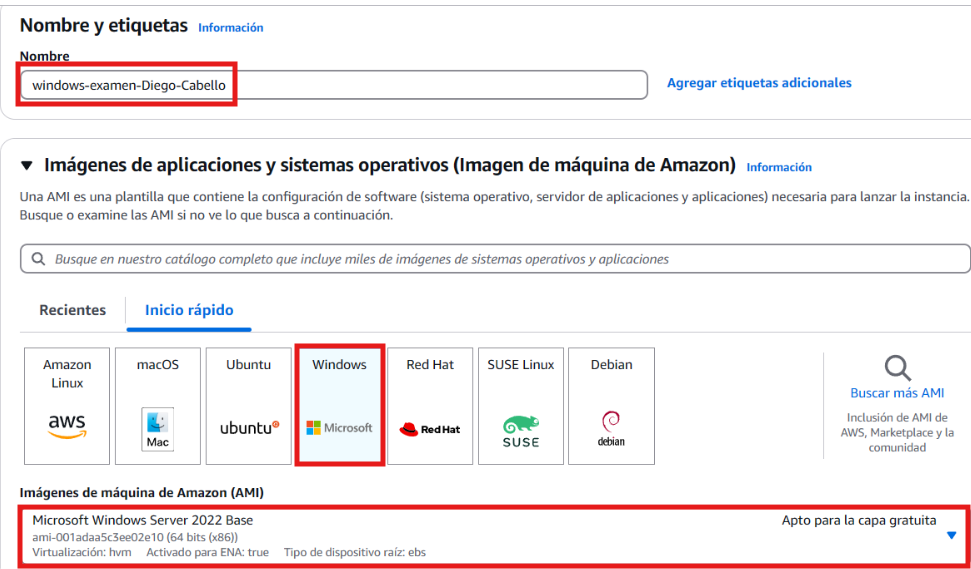 Nombre y etiquetas Información
Nombre
windows-examen-Diego-Cabello
Agregar etiquetas adicionales
▼ Imágenes de aplicaciones y sistemas operativos (Imagen de máquina de Amazon) Información
Una AMI es una plantilla que contiene la configuración de software (sistema operativo, servidor de aplicaciones y aplicaciones) necesaria para lanzar la instancia.
Busque o examine las AMI si no ve lo que busca a continuación.
Busque en nuestro catálogo completo que incluye miles de imágenes de sistemas operativos y aplicaciones
Recientes
Inicio rápido
Amazon
Linux
aws
macOS
Mac
Ubuntu
ubuntu
Windows
Microsoft
Red Hat
Red Hat
SUSE Linux
SUSE
Debian
debian
Buscar más AMI
Inclusión de AMI de
AWS, Marketplace y la
comunidad
Imágenes de máquina de Amazon (AMI)
Microsoft Windows Server 2022 Base
Apto para la capa gratuita
ami-001adaa5c3ee02e10 (64 bits (x86))
Virtualización: hvm Activado para ENA: true Tipo de dispositivo raíz: ebs